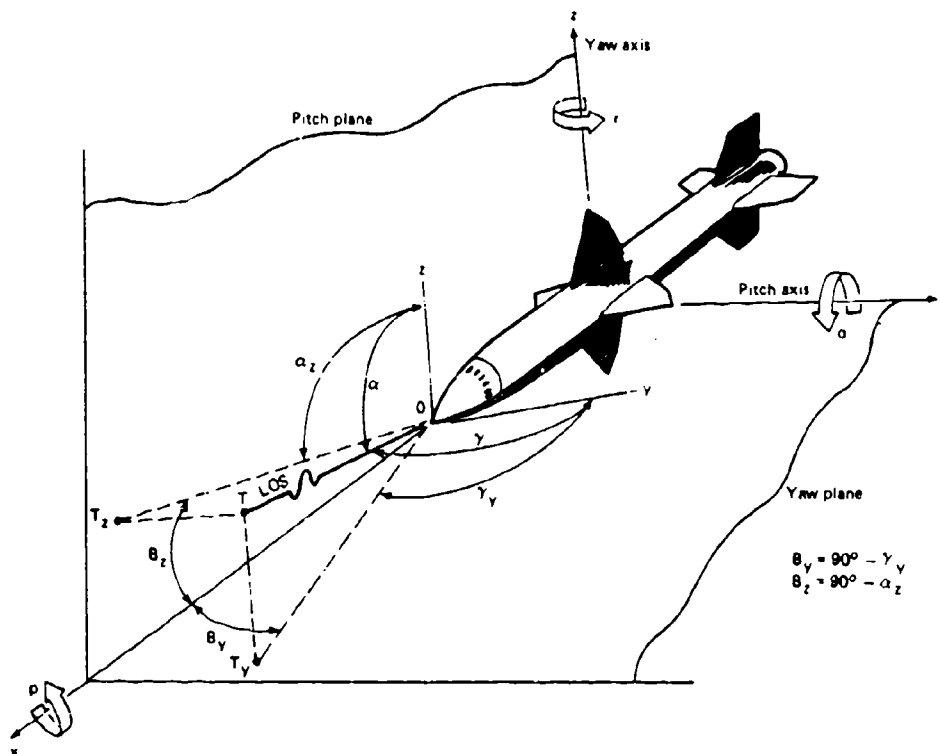 z
Yaw axis
Pitch plane
r
z
Pitch axis
α_z
α
q
O
Y
γ
LOS
T
γ_y
T_z
Yaw plane
B_z
B_y = 90° − γ_y
B_z = 90° − α_z
B_y
T_y
p
x